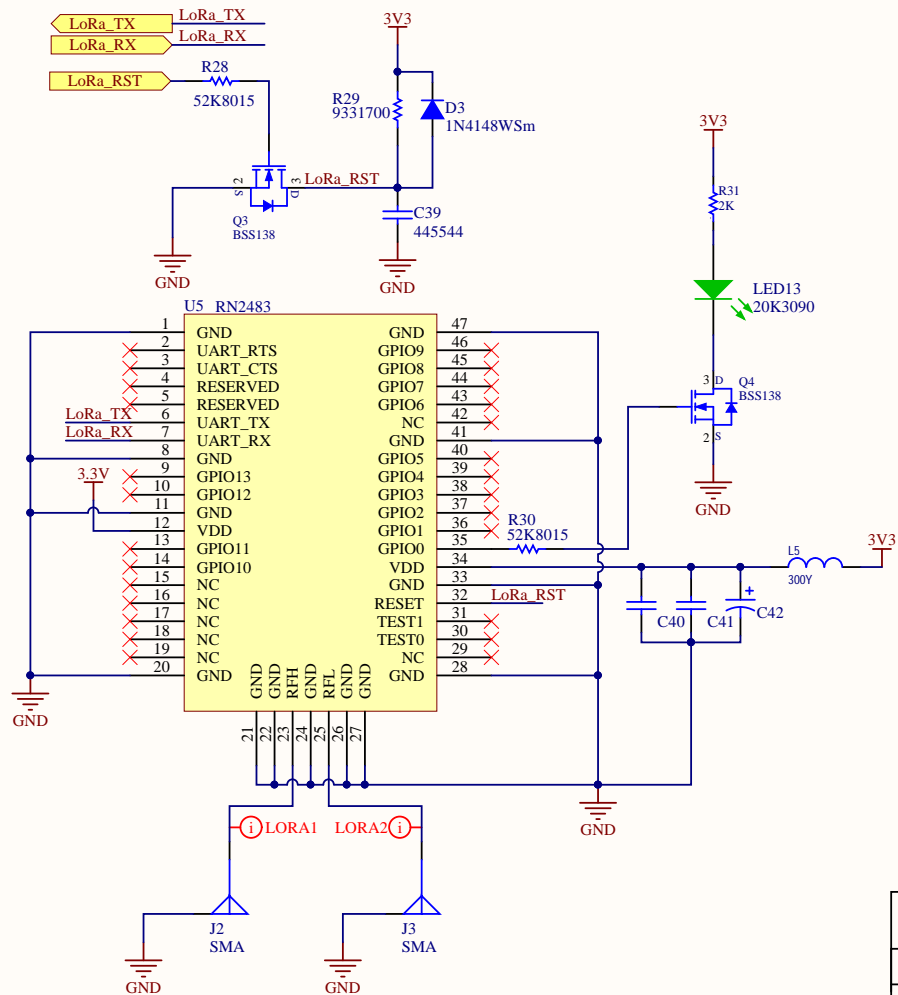 LoRa_TX LoRa_TX
LoRa_RX LoRa_RX
LoRa_RST
R28
52K8015
3V3
R29
9331700
D3
1N4148WSm
2
S
3
D
LoRa_RST
Q3
BSS138
GND
C39
445544
GND
3V3
R31
2K
LED13
20K3090
3 D
Q4
BSS138
2 S
GND
U5 RN2483
1 GND
2 UART_RTS
3 UART_CTS
4 RESERVED
5 RESERVED
LoRa_TX 6 UART_TX
LoRa_RX 7 UART_RX
8 GND
9 GPIO13
3.3V
10 GPIO12
11 GND
12 VDD
13 GPIO11
14 GPIO10
15 NC
16 NC
17 NC
18 NC
19 NC
20 GND
GND
GND 47
GPIO9 46
GPIO8 45
GPIO7 44
GPIO6 43
NC 42
GND 41
GPIO5 40
GPIO4 39
GPIO3 38
GPIO2 37
GPIO1 36
GPIO0 35
VDD 34
GND 33
RESET 32 LoRa_RST
TEST1 31
TEST0 30
NC 29
GND 28
R30
52K8015
L5
300Y
3V3
C40
C41
+
C42
GND GND RFH GND RFL GND GND
21 22 23 24 25 26 27
GND
i LORA1
LORA2 i
J2
SMA
J3
SMA
GND
GND